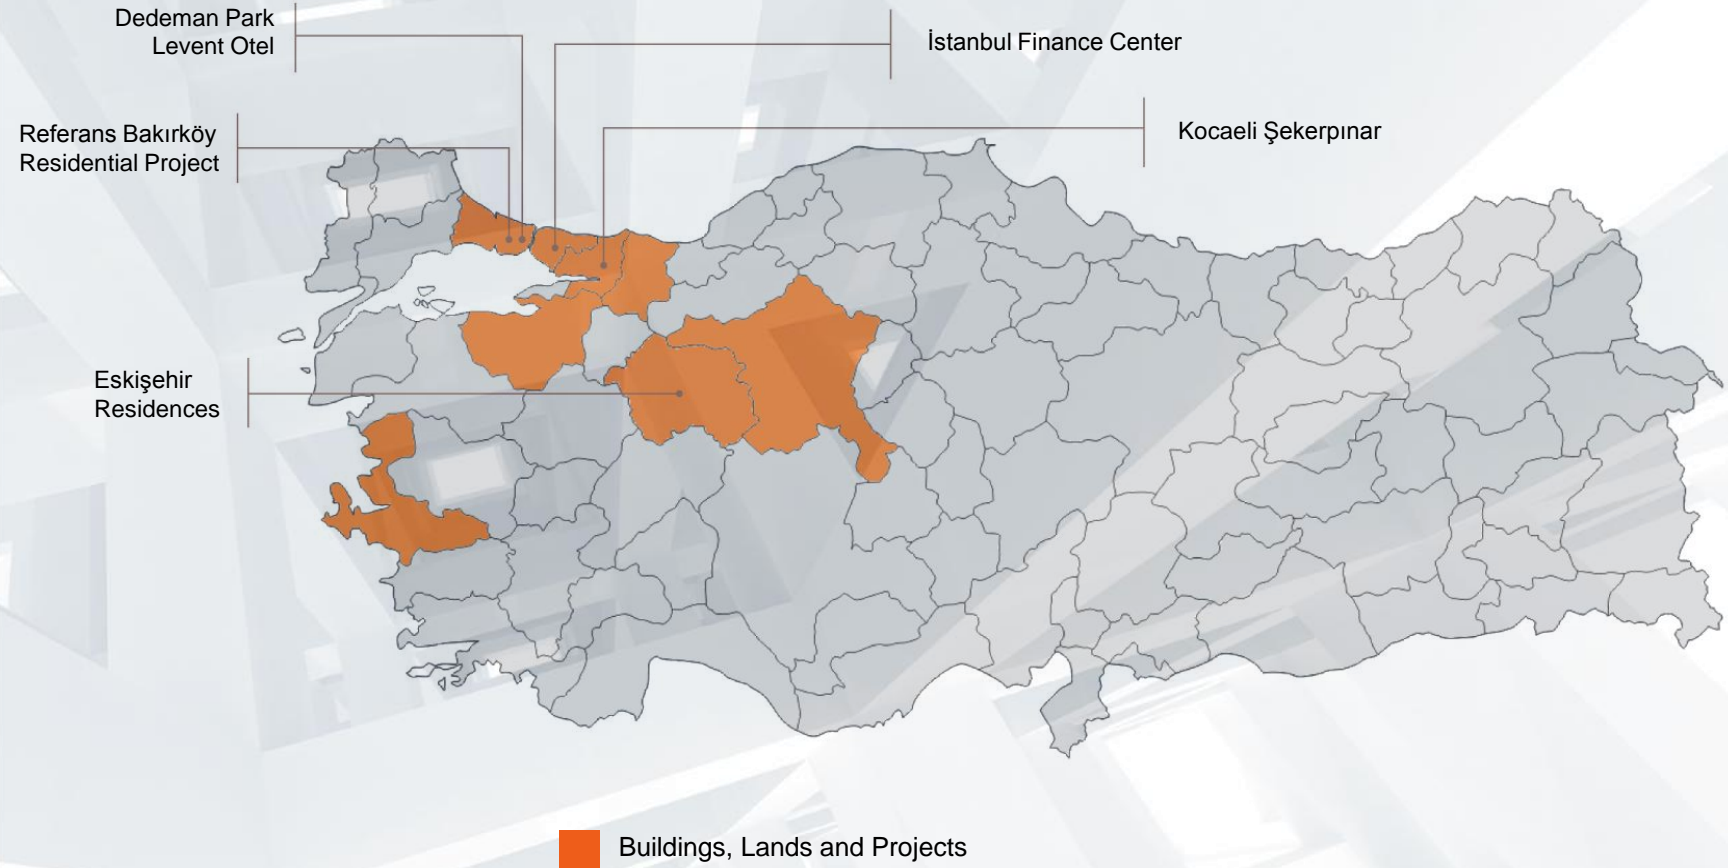 Dedeman Park
Levent Otel
İstanbul Finance Center
Referans Bakırköy
Residential Project
Kocaeli Şekerpınar
Eskişehir
Residences
Buildings, Lands and Projects